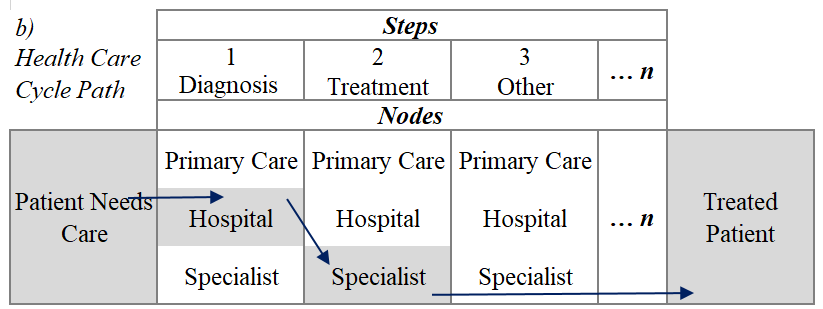 b)
Health Care
Cycle Path
Steps
1
Diagnosis
2
Treatment
3
Other
... n
Nodes
Patient Needs
Care
Primary Care
Primary Care
Primary Care
Hospital
Hospital
Hospital
... n
Specialist
Specialist
Specialist
Treated
Patient